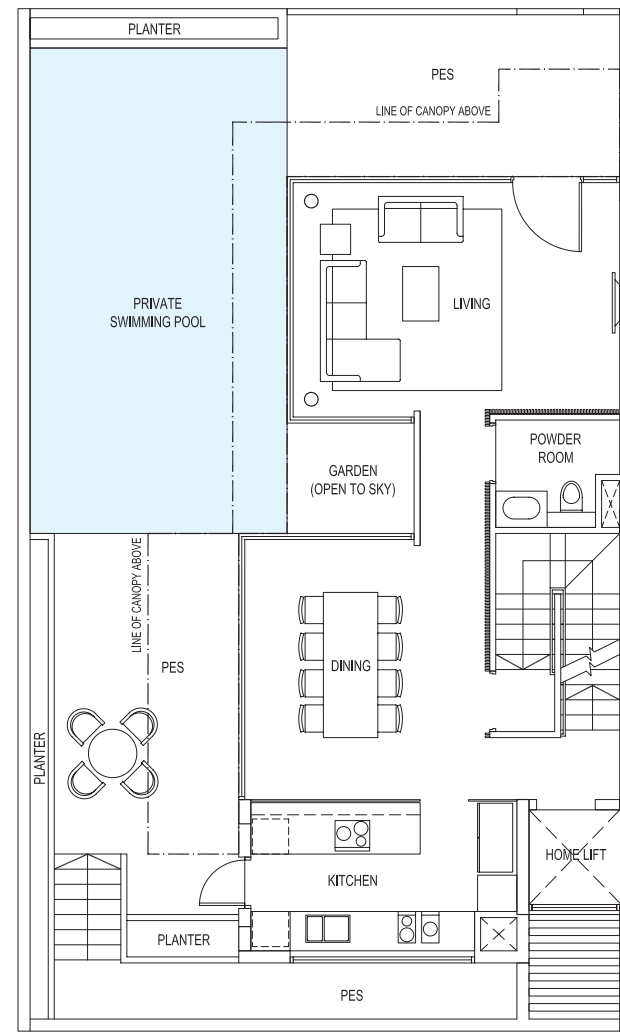 PLANTER
PES
LINE OF CANOPY ABOVE
PRIVATE
SWIMMING POOL
LIVING
POWDER
ROOM
GARDEN
(OPEN TO SKY)
LINE OF CANOPY ABOVE
PES
DINING
PLANTER
HOME LIFT
KITCHEN
PLANTER
PES